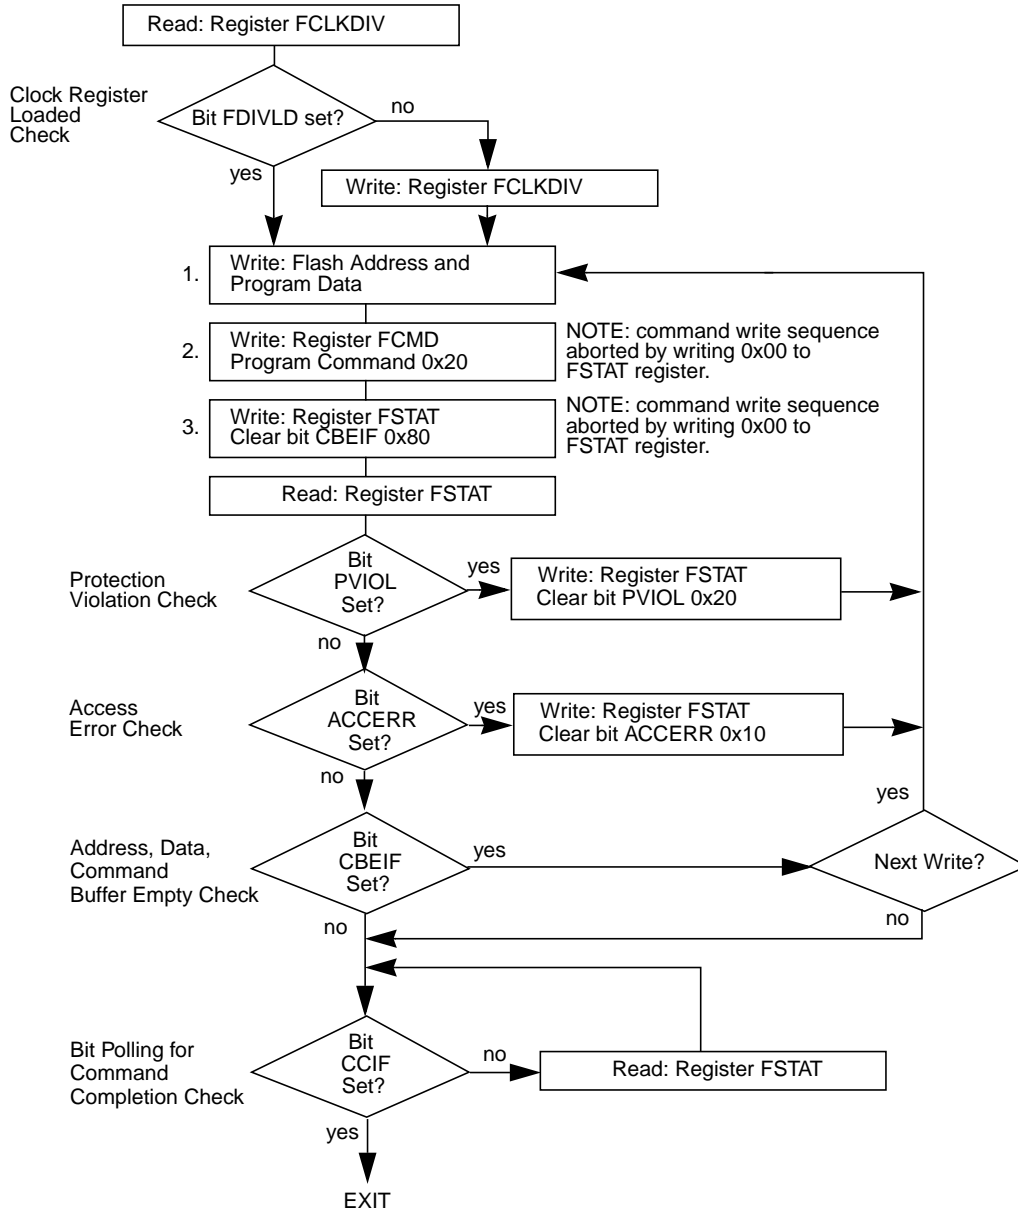 Read: Register FCLKDIV
Clock Register
Loaded
Check
Bit FDIVLD set?
no
yes
Write: Register FCLKDIV
1.
Write: Flash Address and
Program Data
2.
Write: Register FCMD
Program Command 0x20
NOTE: command write sequence
aborted by writing 0x00 to
FSTAT register.
3.
Write: Register FSTAT
Clear bit CBEIF 0x80
NOTE: command write sequence
aborted by writing 0x00 to
FSTAT register.
Read: Register FSTAT
Protection
Violation Check
Bit
PVIOL
Set?
yes
Write: Register FSTAT
Clear bit PVIOL 0x20
no
Access
Error Check
Bit
ACCERR
Set?
yes
Write: Register FSTAT
Clear bit ACCERR 0x10
no
yes
Address, Data,
Command
Buffer Empty Check
Bit
CBEIF
Set?
yes
Next Write?
no
no
Bit Polling for
Command
Completion Check
Bit
CCIF
Set?
no
Read: Register FSTAT
yes
EXIT